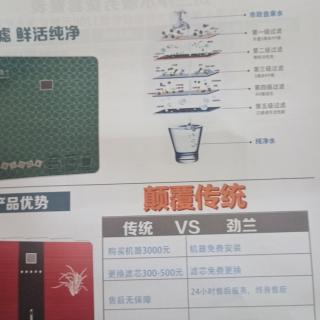 滤 鲜活纯净
市政自来水
第一级过滤
第二级过滤
第三级过滤
第四级过滤
第五级过滤
纯净水
产品优势
颠覆传统
传统 VS 劲兰
购买机器3000元 机器免费安装
更换滤芯300-500元 滤芯免费更换
售后无保障 24小时售后服务,终身售后